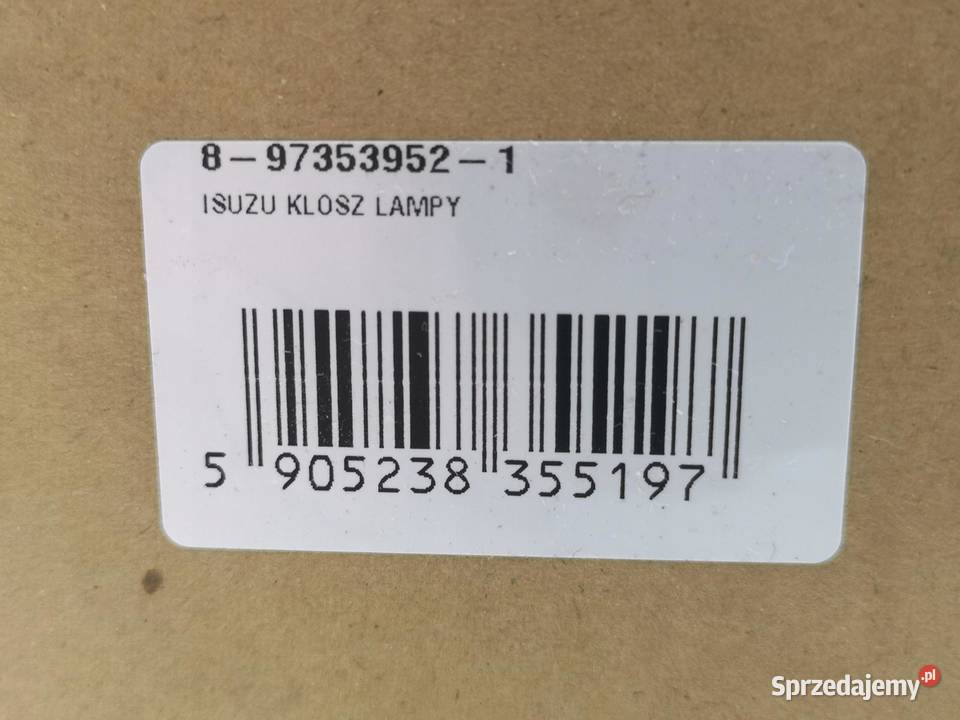 8-97353952-1
ISUZU KLOSZ LAMPY
5 905238 355197
Sprzedajemy.pl